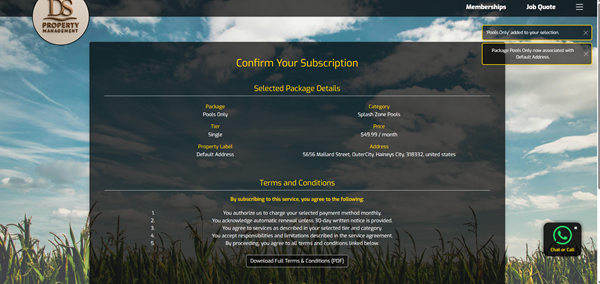 DS
PROPERTY
MANAGEMENT
Memberships
Job Quote
'Pools Only' added to your selection.
Package Pools Only now associated with
Default Address.
Confirm Your Subscription
Selected Package Details
Package
Pools Only
Category
Splash Zone Pools
Tier
Single
Price
$49.99 / month
Property Label
Default Address
Address
5656 Mallard Street, OuterCity, Haineys City, 318332, united states
Terms and Conditions
By subscribing to this service, you agree to the following:
1. You authorize us to charge your selected payment method monthly.
2. You acknowledge automatic renewal unless 30-day written notice is provided.
3. You agree to services as described in your selected tier and category.
4. You accept responsibilities and limitations described in the service agreement.
5. By proceeding, you agree to all terms and conditions linked below.
Download Full Terms & Conditions (PDF)
Chat or Call